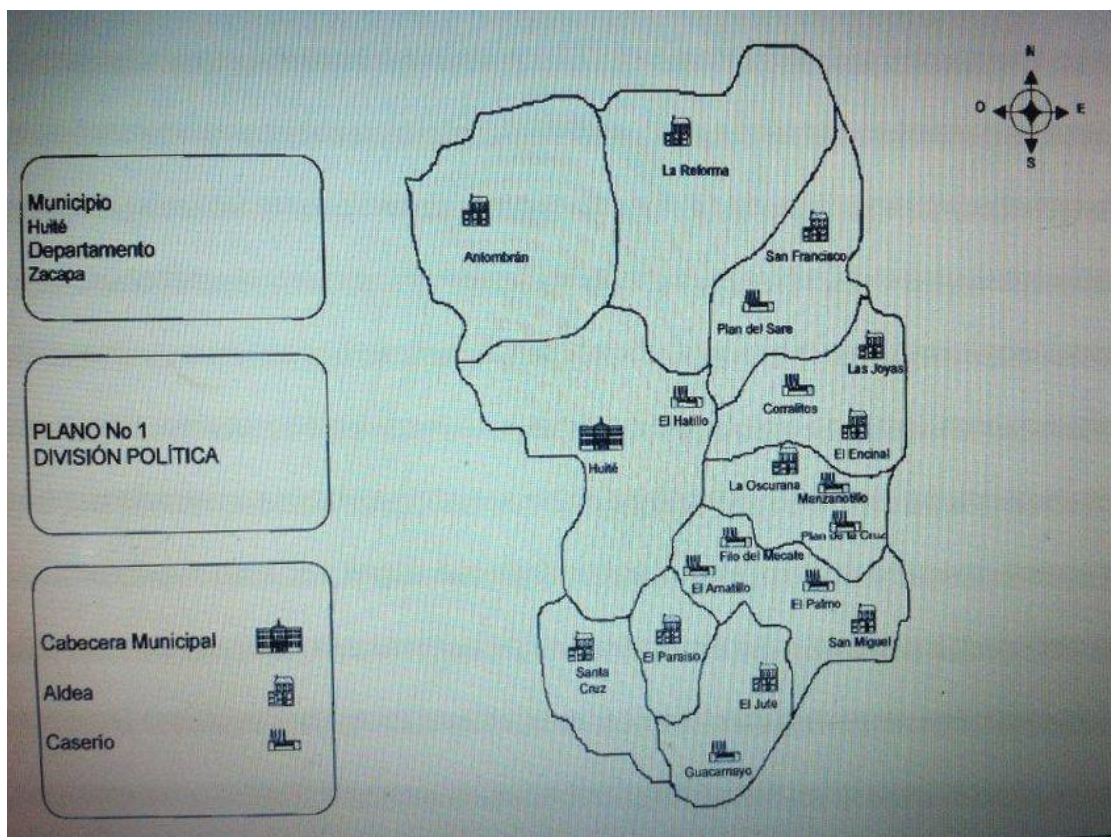 N
O
E
S
Municipio
Huité
Departamento
Zacapa
PLANO No 1
DIVISIÓN POLÍTICA
Cabecera Municipal
Aldea
Caserio
La Reforma
Antombrán
San Francisco
Plan del Sare
Las Joyas
Corralitos
El Hatillo
El Encinal
Huité
La Oscurana
Manzanotillo
Plan de la Cruz
Filo del Mecate
El Amatillo
El Palmo
San Miguel
El Paraiso
Santa
Cruz
El Jute
Guacamayo